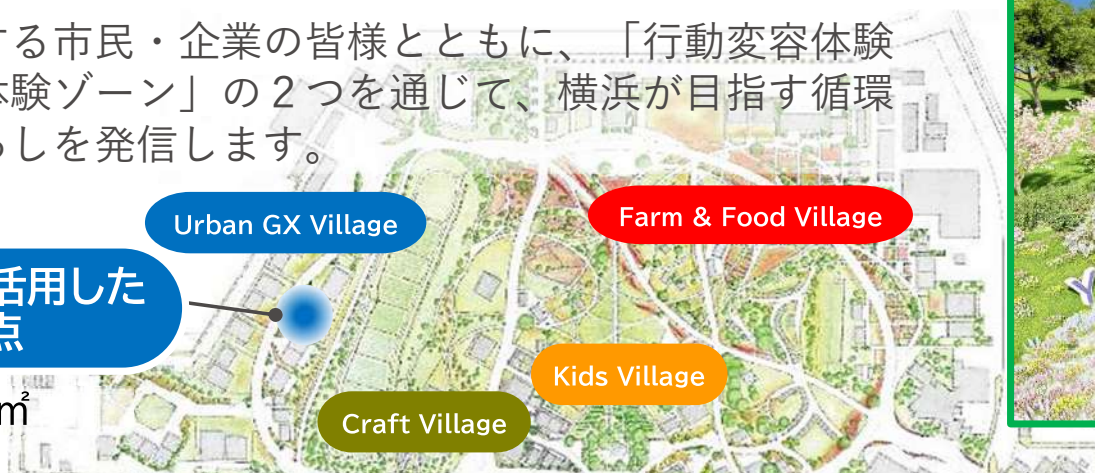 する市民・企業の皆様とともに、「行動変容体験
体験ゾーン」の２つを通じて、横浜が目指す循環
らしを発信します。
Urban GX Village
Farm & Food Village
活用した
点
Kids Village
㎡
Craft Village